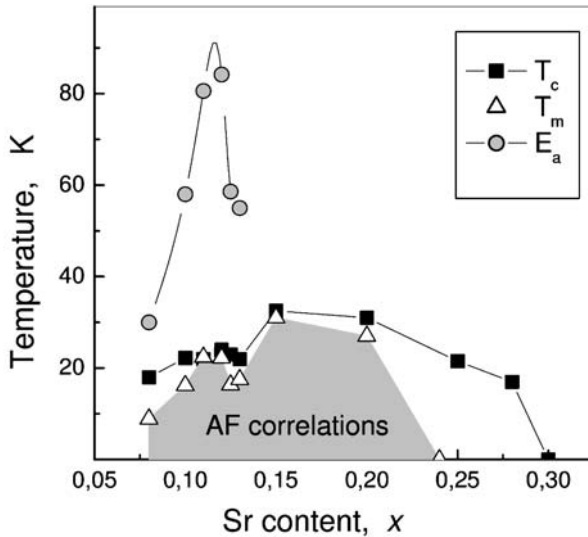 T_c
T_m
E_a
Temperature, K
80
60
40
20
AF correlations
0,05 0,10 0,15 0,20 0,25 0,30
Sr content, x